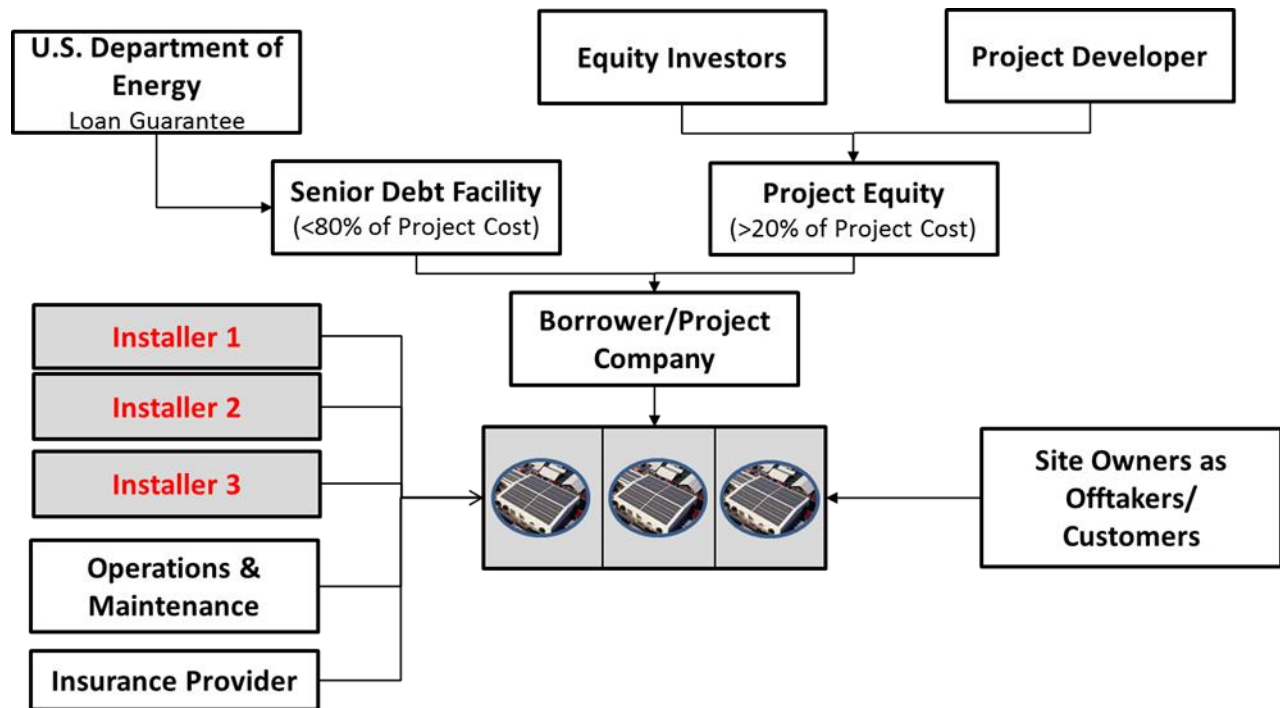 U.S. Department of
Energy
Loan Guarantee
Equity Investors
Project Developer
Senior Debt Facility
(<80% of Project Cost)
Project Equity
(>20% of Project Cost)
Borrower/Project
Company
Installer 1
Installer 2
Installer 3
Operations &
Maintenance
Insurance Provider
Site Owners as
Offtakers/
Customers